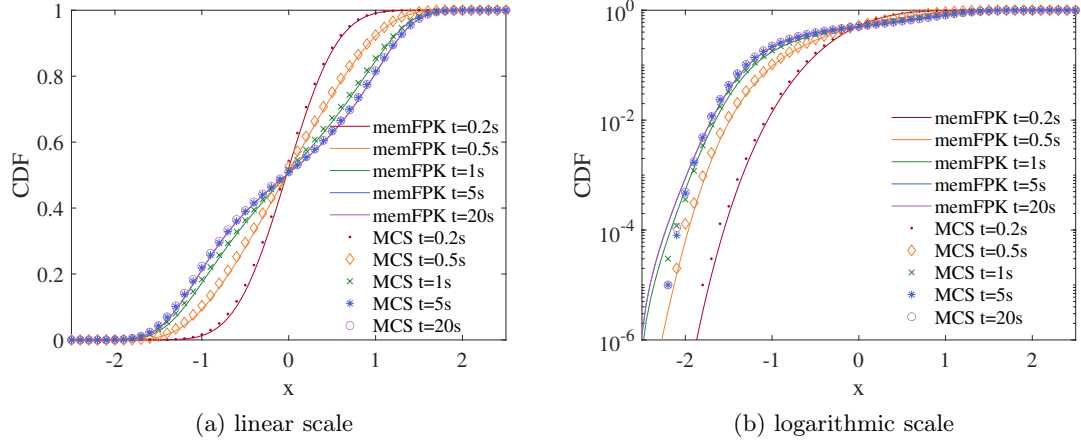 1
0.8
0.6
0.4
0.2
0
CDF
-2
-1
0
1
2
x
memFPK t=0.2s
memFPK t=0.5s
memFPK t=1s
memFPK t=5s
memFPK t=20s
MCS t=0.2s
MCS t=0.5s
MCS t=1s
MCS t=5s
MCS t=20s
(a) linear scale
10^0
10^-2
10^-4
10^-6
CDF
-2
-1
0
1
2
x
memFPK t=0.2s
memFPK t=0.5s
memFPK t=1s
memFPK t=5s
memFPK t=20s
MCS t=0.2s
MCS t=0.5s
MCS t=1s
MCS t=5s
MCS t=20s
(b) logarithmic scale